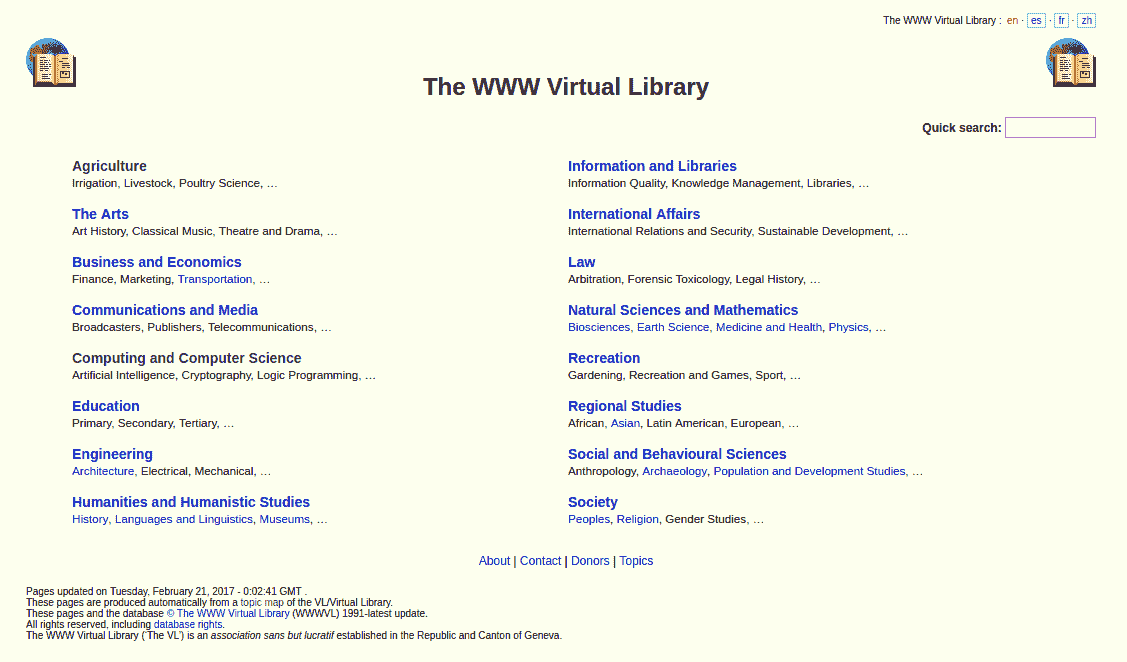 The WWW Virtual Library : en · es · fr · zh
The WWW Virtual Library
Quick search:
Agriculture
Irrigation, Livestock, Poultry Science, …
The Arts
Art History, Classical Music, Theatre and Drama, …
Business and Economics
Finance, Marketing, Transportation, …
Communications and Media
Broadcasters, Publishers, Telecommunications, …
Computing and Computer Science
Artificial Intelligence, Cryptography, Logic Programming, …
Education
Primary, Secondary, Tertiary, …
Engineering
Architecture, Electrical, Mechanical, …
Humanities and Humanistic Studies
History, Languages and Linguistics, Museums, …
Information and Libraries
Information Quality, Knowledge Management, Libraries, …
International Affairs
International Relations and Security, Sustainable Development, …
Law
Arbitration, Forensic Toxicology, Legal History, …
Natural Sciences and Mathematics
Biosciences, Earth Science, Medicine and Health, Physics, …
Recreation
Gardening, Recreation and Games, Sport, …
Regional Studies
African, Asian, Latin American, European, …
Social and Behavioural Sciences
Anthropology, Archaeology, Population and Development Studies, …
Society
Peoples, Religion, Gender Studies, …
About | Contact | Donors | Topics
Pages updated on Tuesday, February 21, 2017 - 0:02:41 GMT .
These pages are produced automatically from a topic map of the VL/Virtual Library.
These pages and the database © The WWW Virtual Library (WWWVL) 1991-latest update.
All rights reserved, including database rights.
The WWW Virtual Library ('The VL') is an association sans but lucratif established in the Republic and Canton of Geneva.